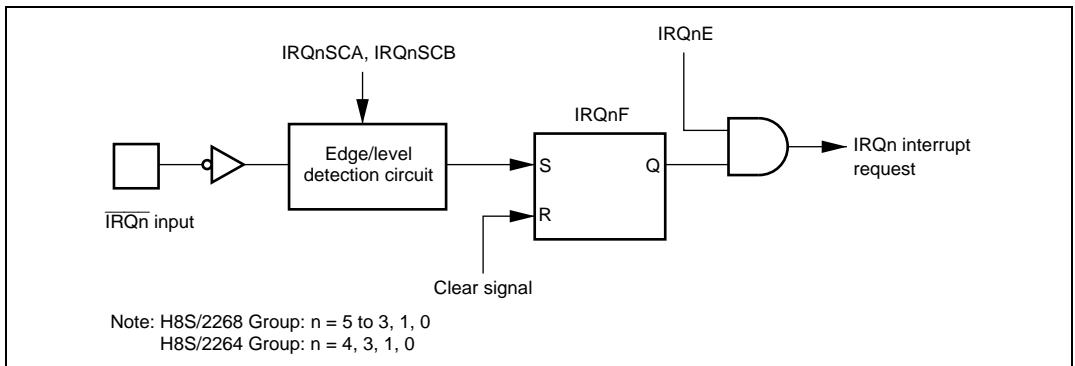 IRQnE
IRQnSCA, IRQnSCB
IRQnF
Edge/level
detection circuit
S
Q
R
IRQn interrupt
request
I̅R̅Q̅n̅ input
Clear signal
Note: H8S/2268 Group: n = 5 to 3, 1, 0
H8S/2264 Group: n = 4, 3, 1, 0